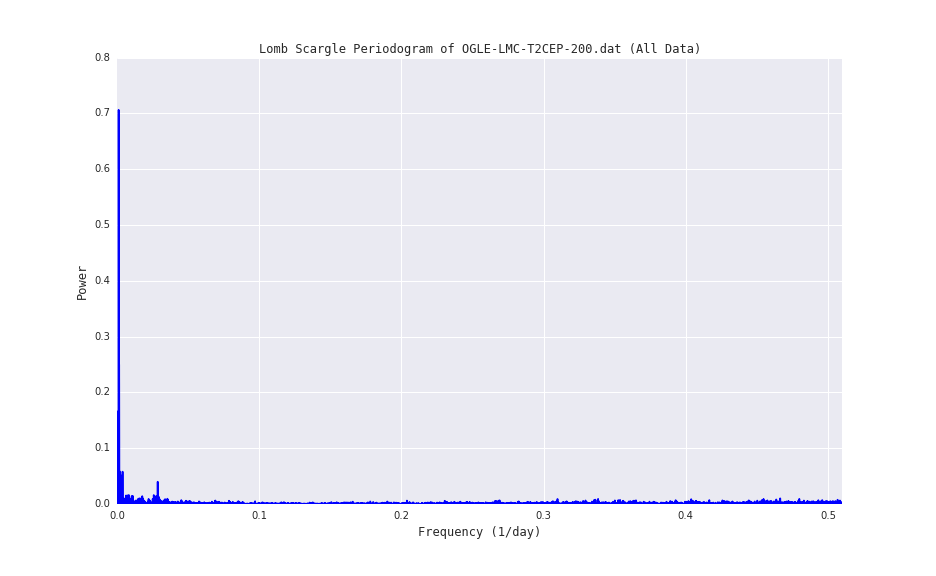 Lomb Scargle Periodogram of OGLE-LMC-T2CEP-200.dat (All Data)
0.8
0.7
0.6
0.5
0.4
0.3
0.2
0.1
0.0
Power
0.0 0.1 0.2 0.3 0.4 0.5
Frequency (1/day)